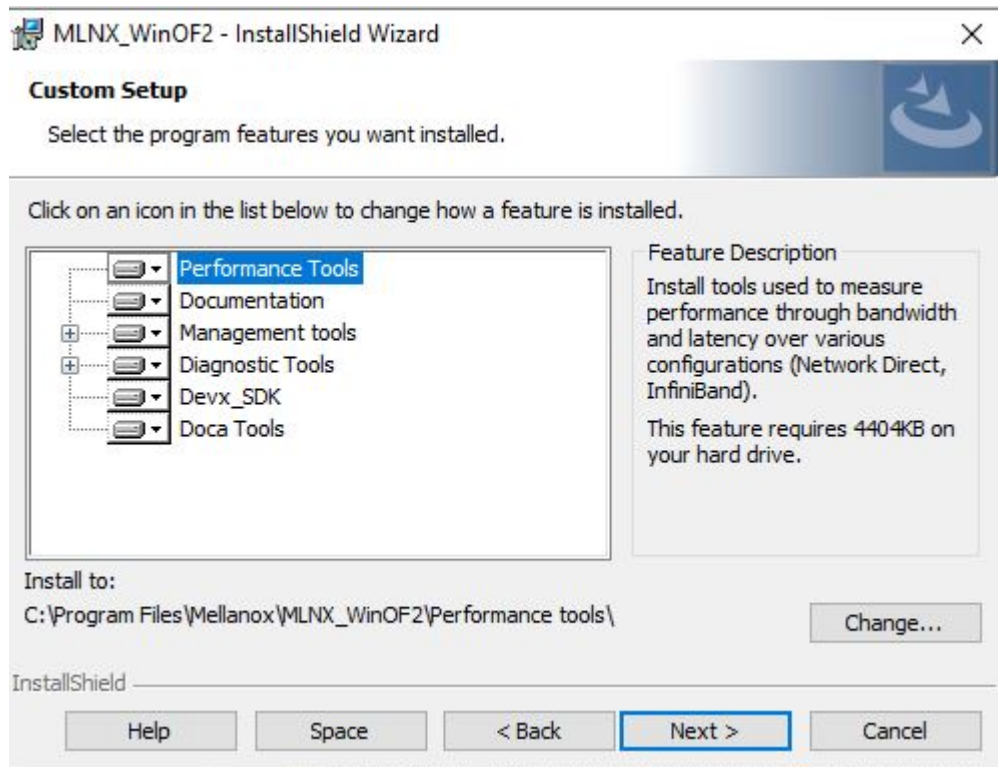 MLNX_WinOF2 - InstallShield Wizard
Custom Setup
Select the program features you want installed.
Click on an icon in the list below to change how a feature is installed.
Performance Tools
Documentation
Management tools
Diagnostic Tools
Devx_SDK
Doca Tools
Feature Description
Install tools used to measure
performance through bandwidth
and latency over various
configurations (Network Direct,
InfiniBand).
This feature requires 4404KB on
your hard drive.
Install to:
C:\Program Files\Mellanox\MLNX_WinOF2\Performance tools\
Change...
InstallShield
Help
Space
< Back
Next >
Cancel